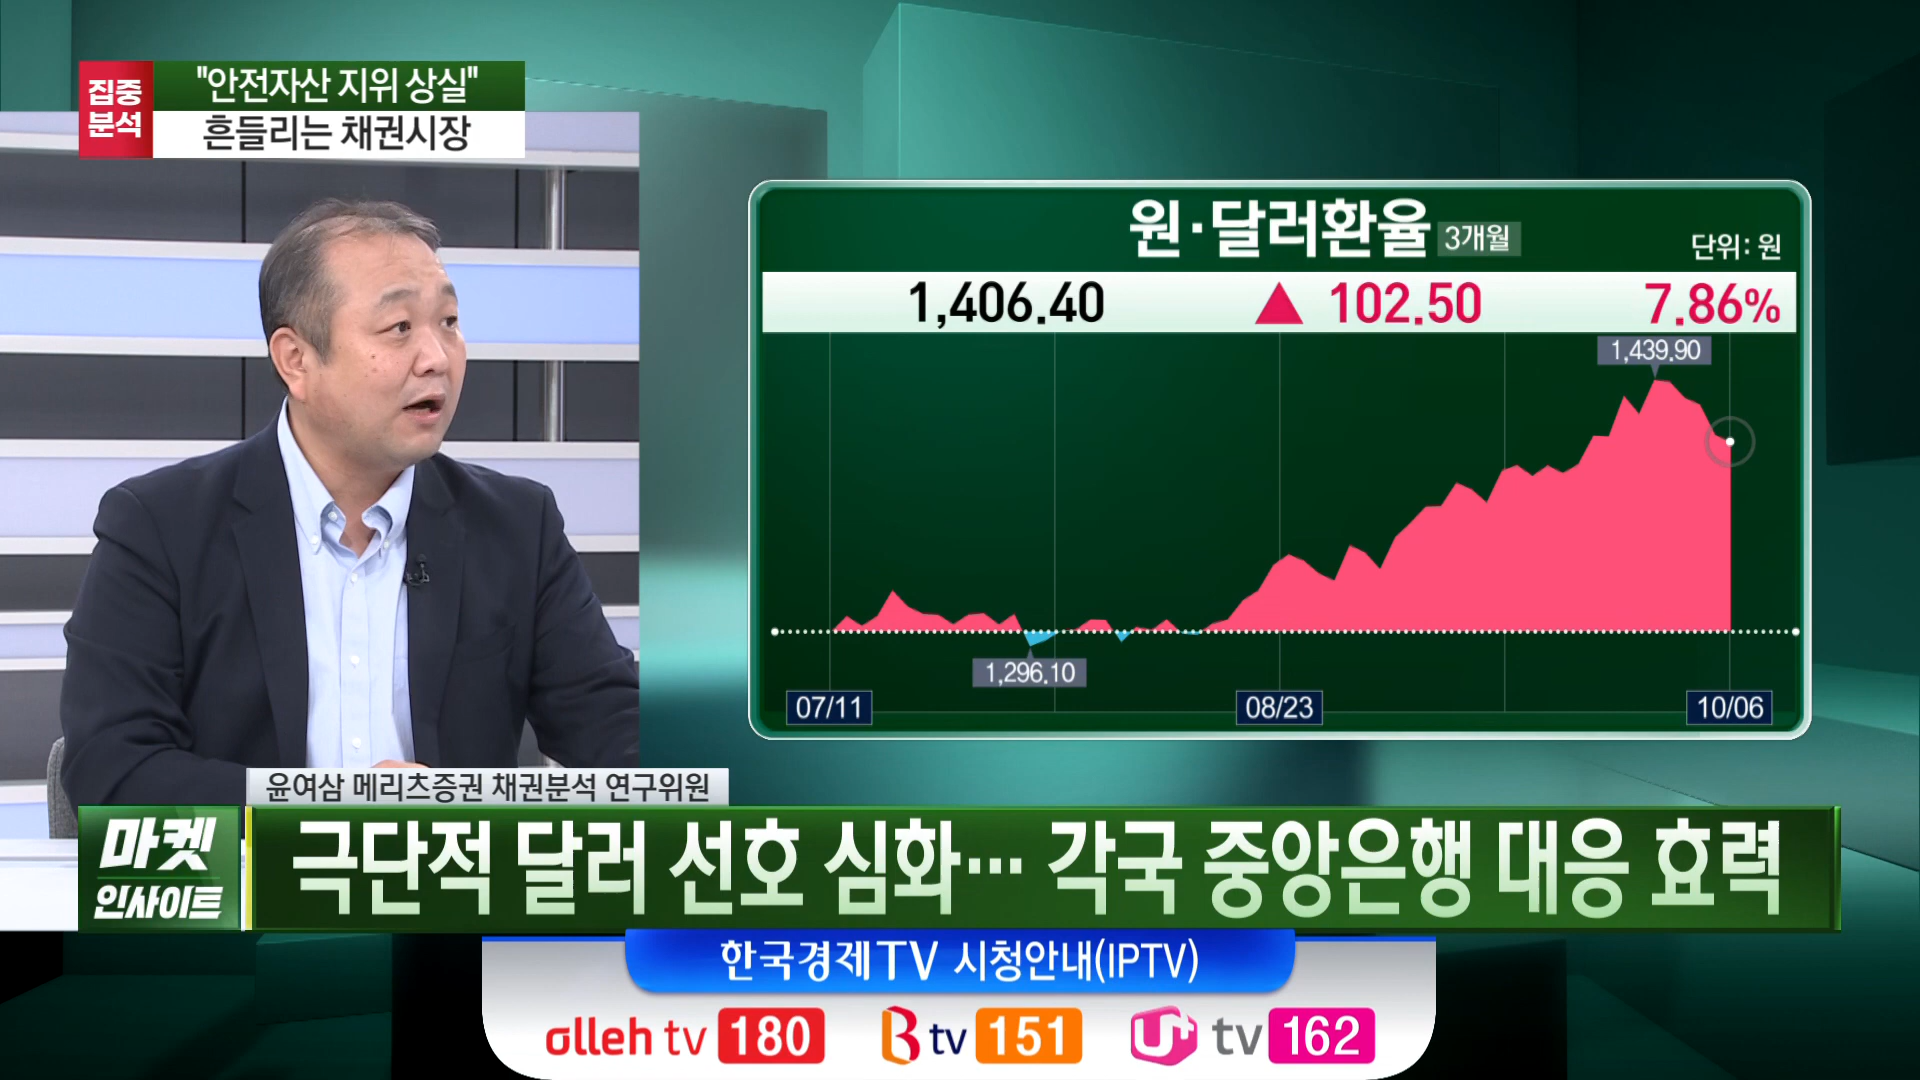 집중
분석
"안전자산 지위 상실"
흔들리는 채권시장
원·달러환율 3개월
단위: 원
1,406.40 ▲ 102.50 7.86%
1,439.90
1,296.10
07/11 08/23 10/06
윤여삼 메리츠증권 채권분석 연구위원
마켓
인사이트
극단적 달러 선호 심화… 각국 중앙은행 대응 효력
한국경제TV 시청안내(IPTV)
olleh tv 180 B tv 151 U+ tv 162